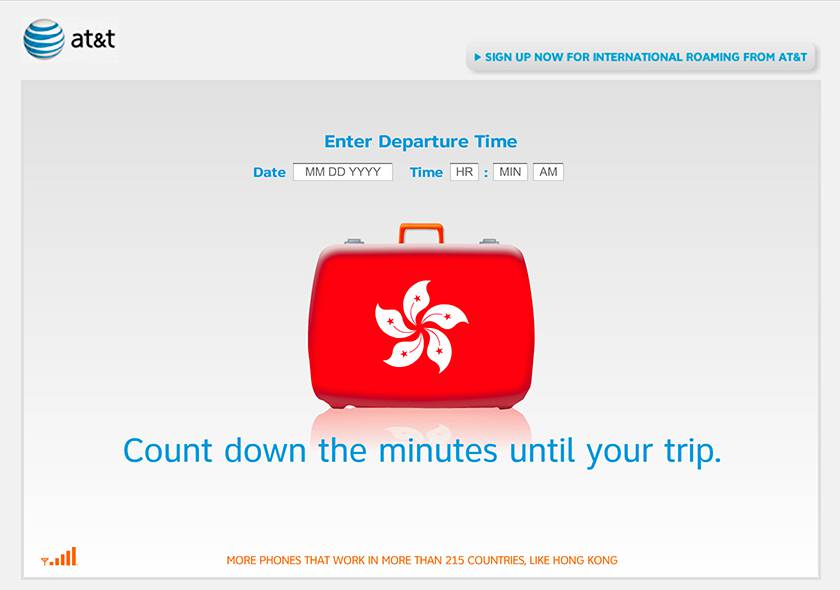 at&t
SIGN UP NOW FOR INTERNATIONAL ROAMING FROM AT&T
Enter Departure Time
Date MM DD YYYY Time HR : MIN AM
Count down the minutes until your trip.
MORE PHONES THAT WORK IN MORE THAN 215 COUNTRIES, LIKE HONG KONG